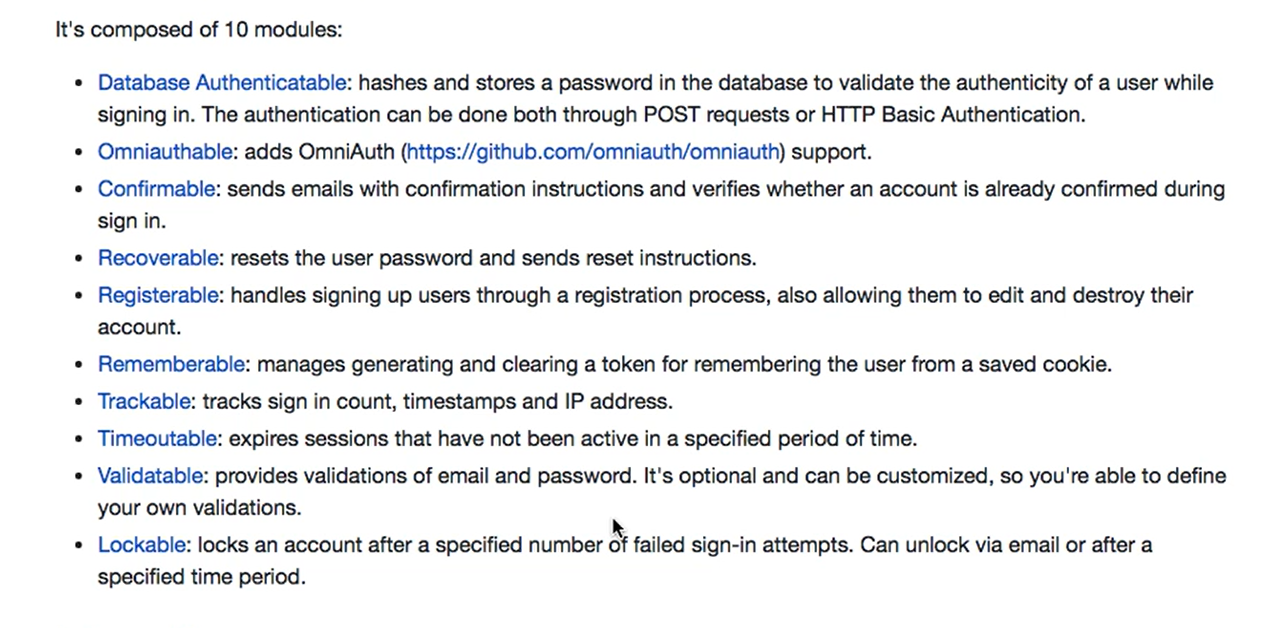 It's composed of 10 modules:
• Database Authenticatable: hashes and stores a password in the database to validate the authenticity of a user while
signing in. The authentication can be done both through POST requests or HTTP Basic Authentication.
• Omniauthable: adds OmniAuth (https://github.com/omniauth/omniauth) support.
• Confirmable: sends emails with confirmation instructions and verifies whether an account is already confirmed during
sign in.
• Recoverable: resets the user password and sends reset instructions.
• Registerable: handles signing up users through a registration process, also allowing them to edit and destroy their
account.
• Rememberable: manages generating and clearing a token for remembering the user from a saved cookie.
• Trackable: tracks sign in count, timestamps and IP address.
• Timeoutable: expires sessions that have not been active in a specified period of time.
• Validatable: provides validations of email and password. It's optional and can be customized, so you're able to define
your own validations.
• Lockable: locks an account after a specified number of failed sign-in attempts. Can unlock via email or after a
specified time period.